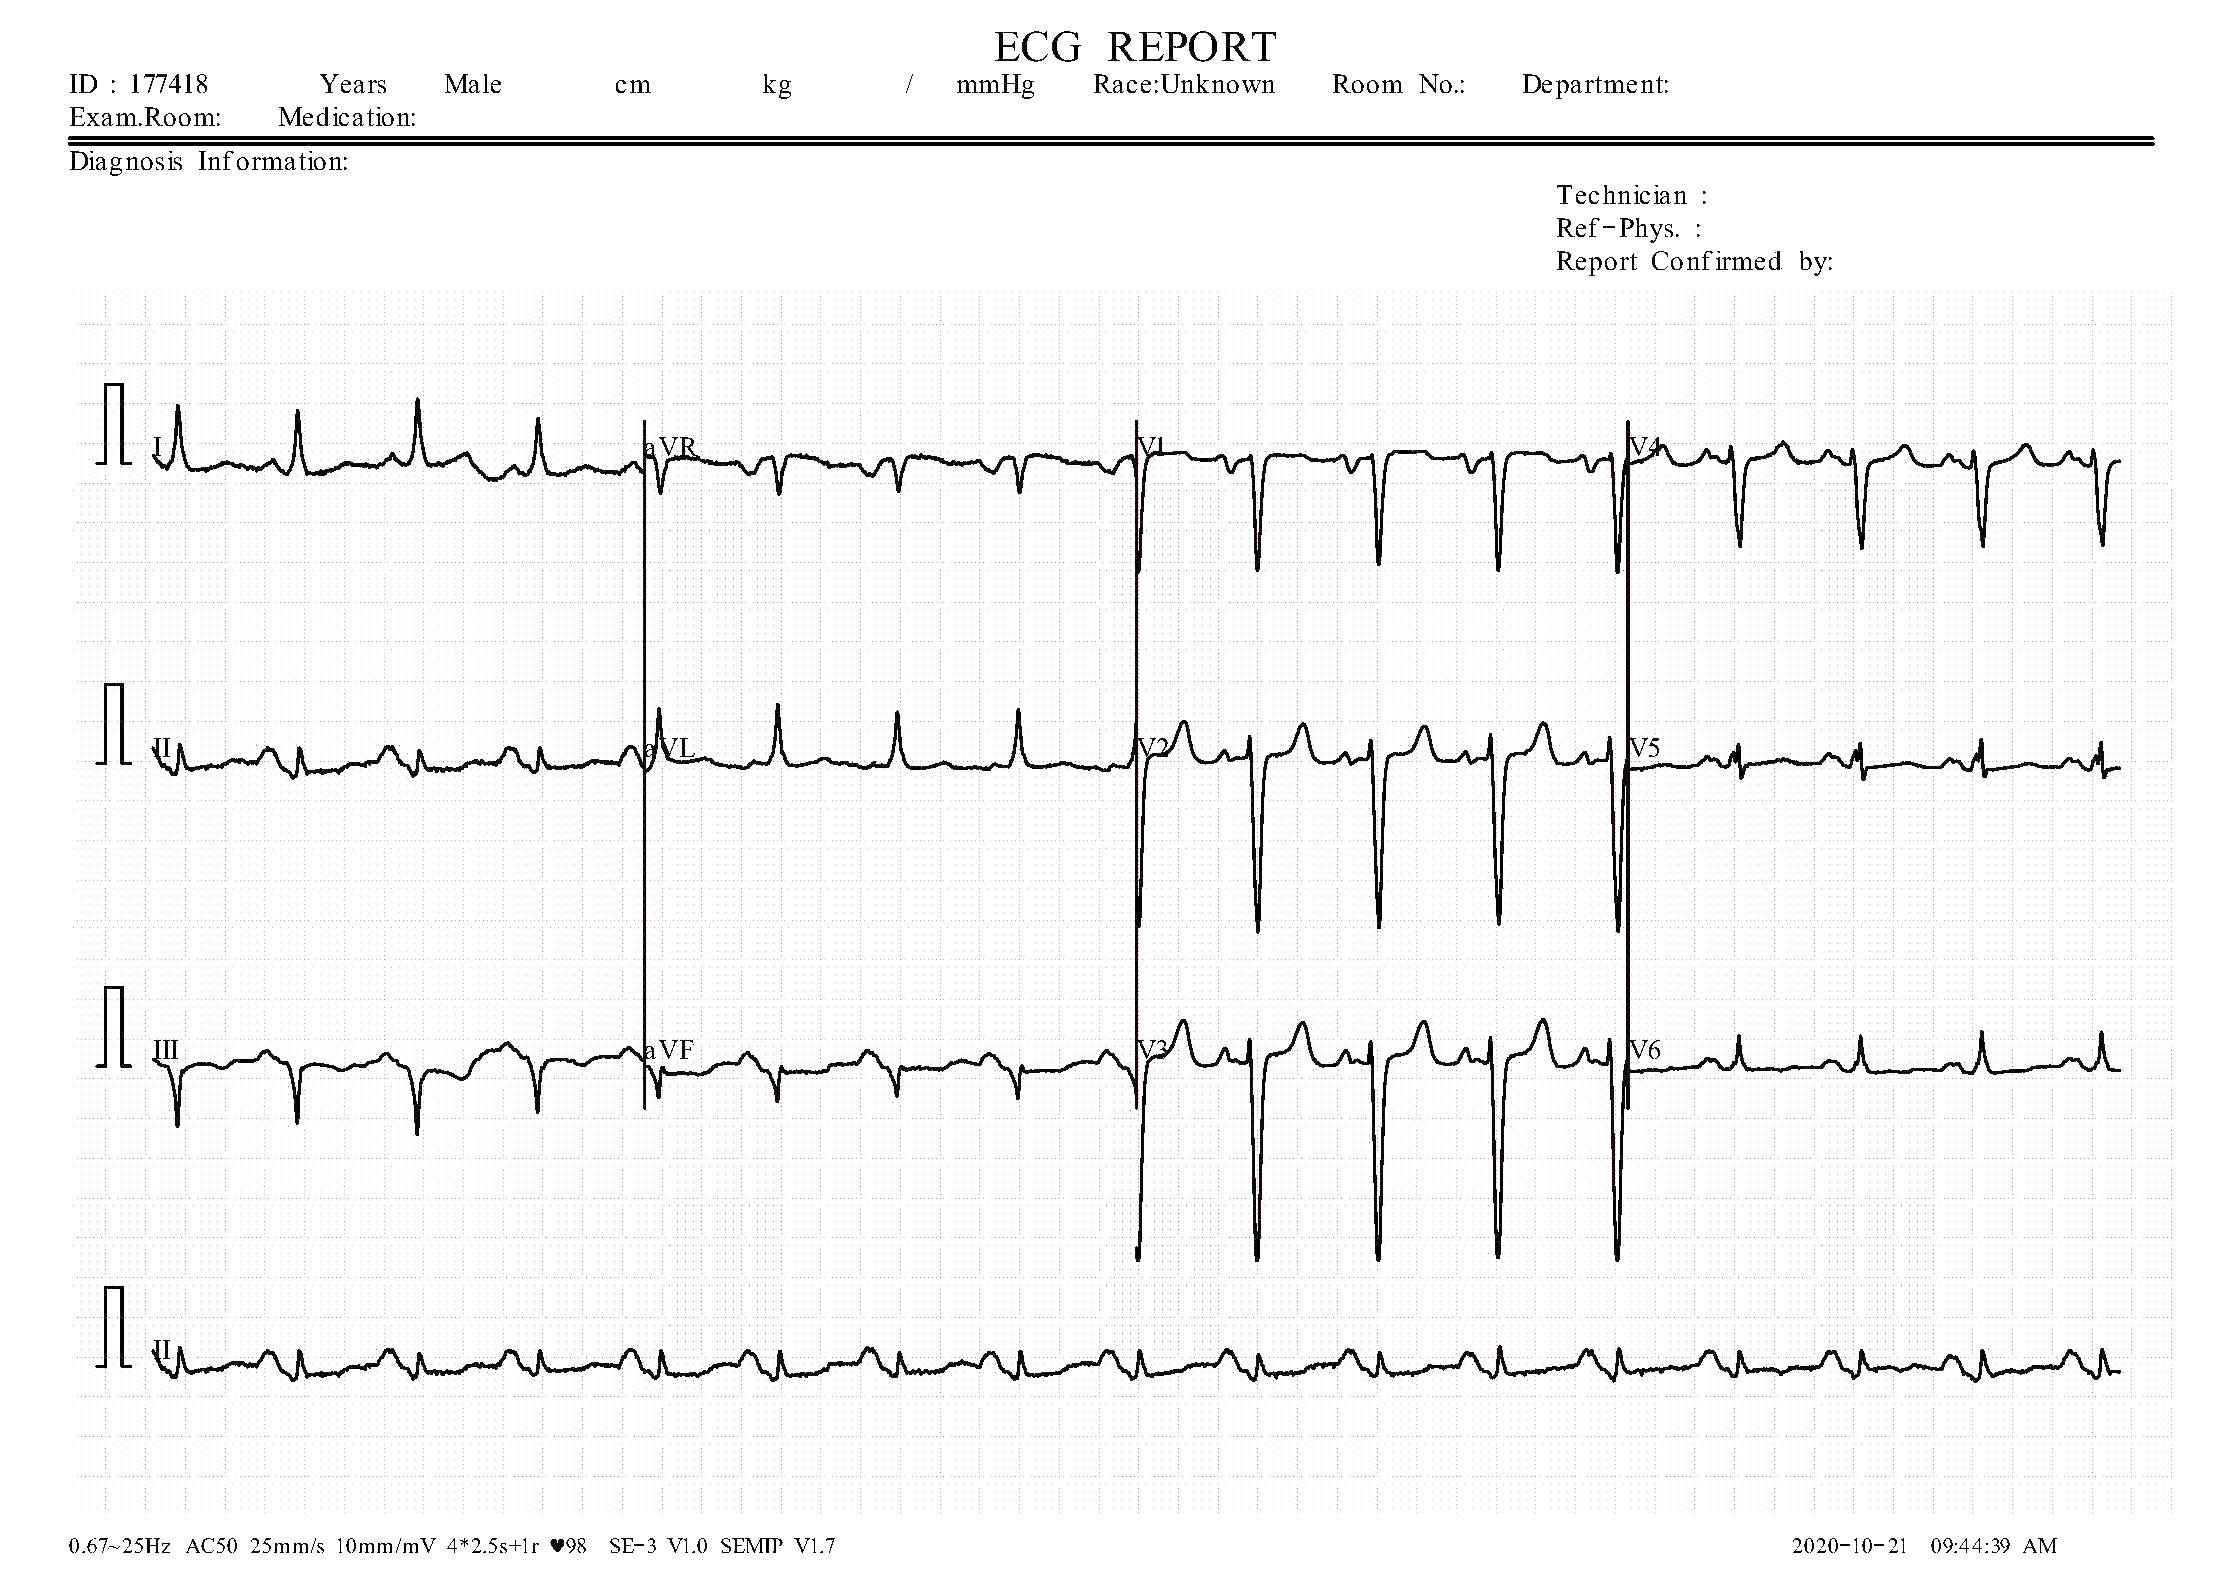 ECG REPORT
ID : 177418 Years Male cm kg / mmHg Race:Unknown Room No.: Department:
Exam.Room: Medication:
Diagnosis Information:
Technician :
Ref-Phys. :
Report Confirmed by:
I aVR V1 V4
II aVL V2 V5
III aVF V3 V6
II
0.67~25Hz AC50 25mm/s 10mm/mV 4*2.5s+1r ♥98 SE-3 V1.0 SEMIP V1.7 2020-10-21 09:44:39 AM